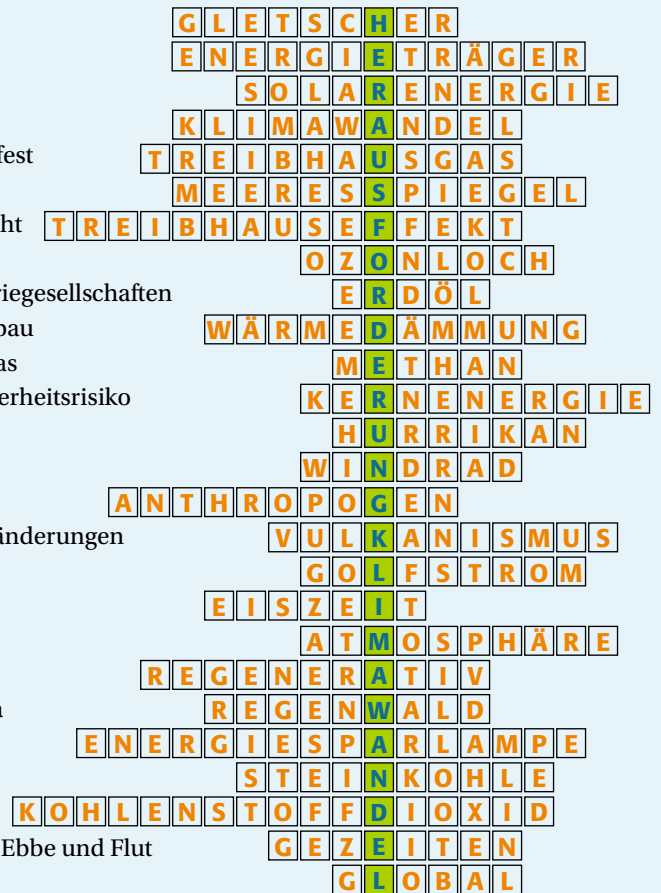 GLETSCHER
ENERGIETRÄGER
SOLARENERGIE
KLIMAWANDEL
fest TREIBHAUSGAS
MEERESSPIEGEL
ht TREIBHAUSEFFEKT
OZONLOCH
riegesellschaften ERDÖL
bau WÄRMEDÄMMUNG
as METHAN
erheitsrisiko KERNENERGIE
HURRIKAN
WINDRAD
ANTHROPOGEN
inderungen VULKANISMUS
GOLFSTROM
EISZEIT
ATMOSPHÄRE
REGENERATIV
REGENWALD
ENERGIESPARLAMPE
STEINKOHLE
KOHLENSTOFFDIOXID
Ebbe und Flut GEZEITEN
GLOBAL